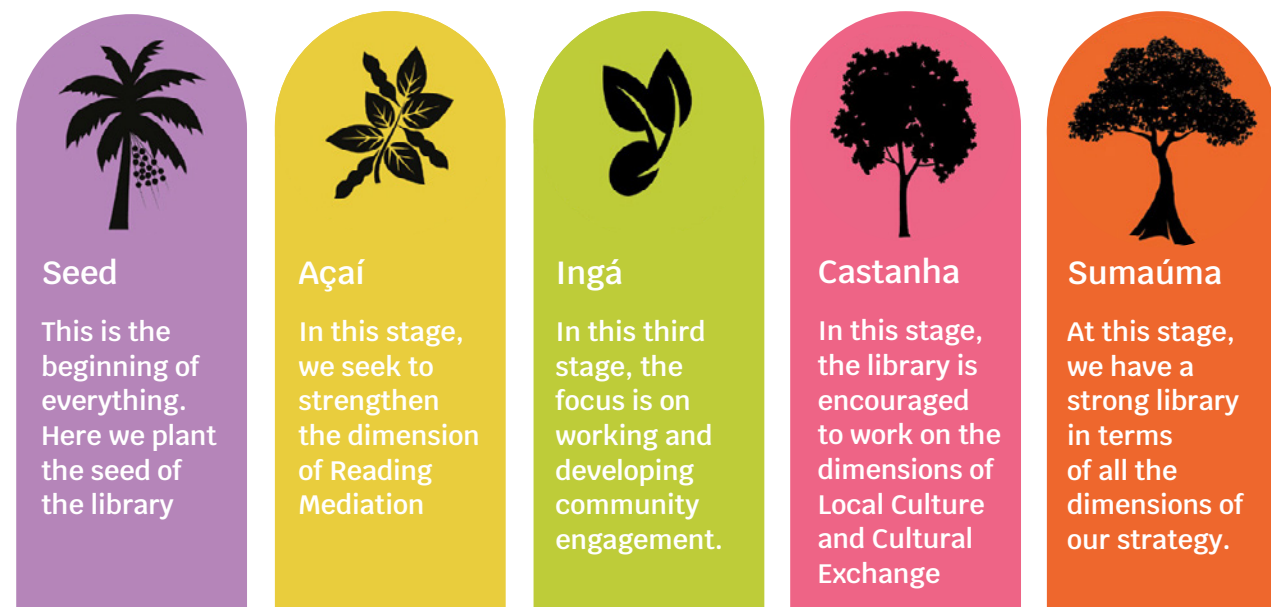 Seed
This is the
beginning of
everything.
Here we plant
the seed of
the library
Açaí
In this stage,
we seek to
strengthen
the dimension
of Reading
Mediation
Ingá
In this third
stage, the
focus is on
working and
developing
community
engagement.
Castanha
In this stage,
the library is
encouraged
to work on the
dimensions of
Local Culture
and Cultural
Exchange
Sumaúma
At this stage,
we have a
strong library
in terms
of all the
dimensions of
our strategy.